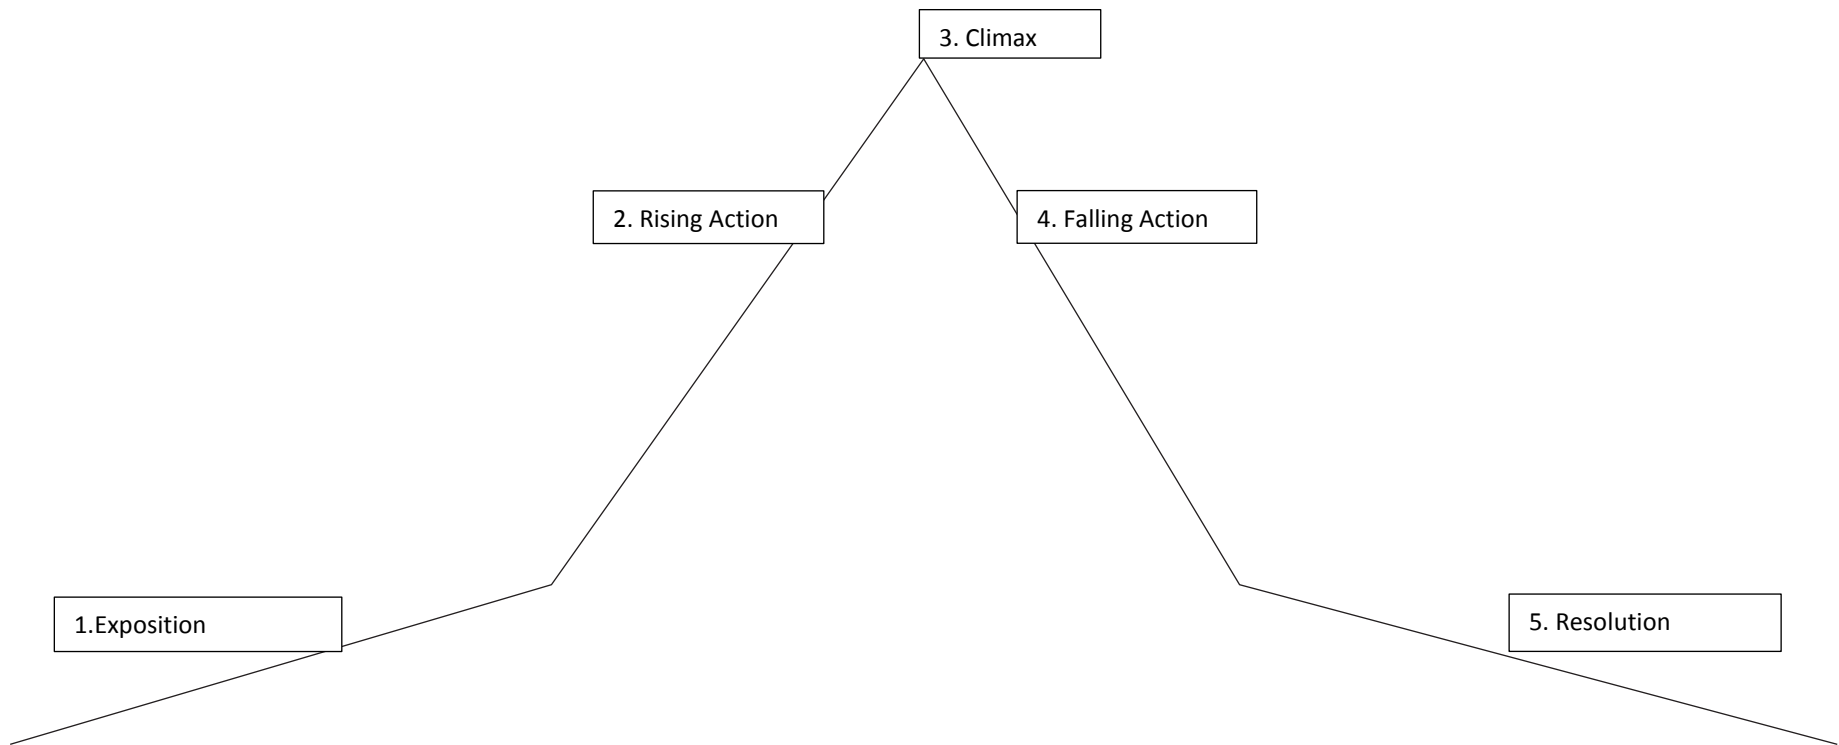 3. Climax
2. Rising Action
4. Falling Action
1.Exposition
5. Resolution